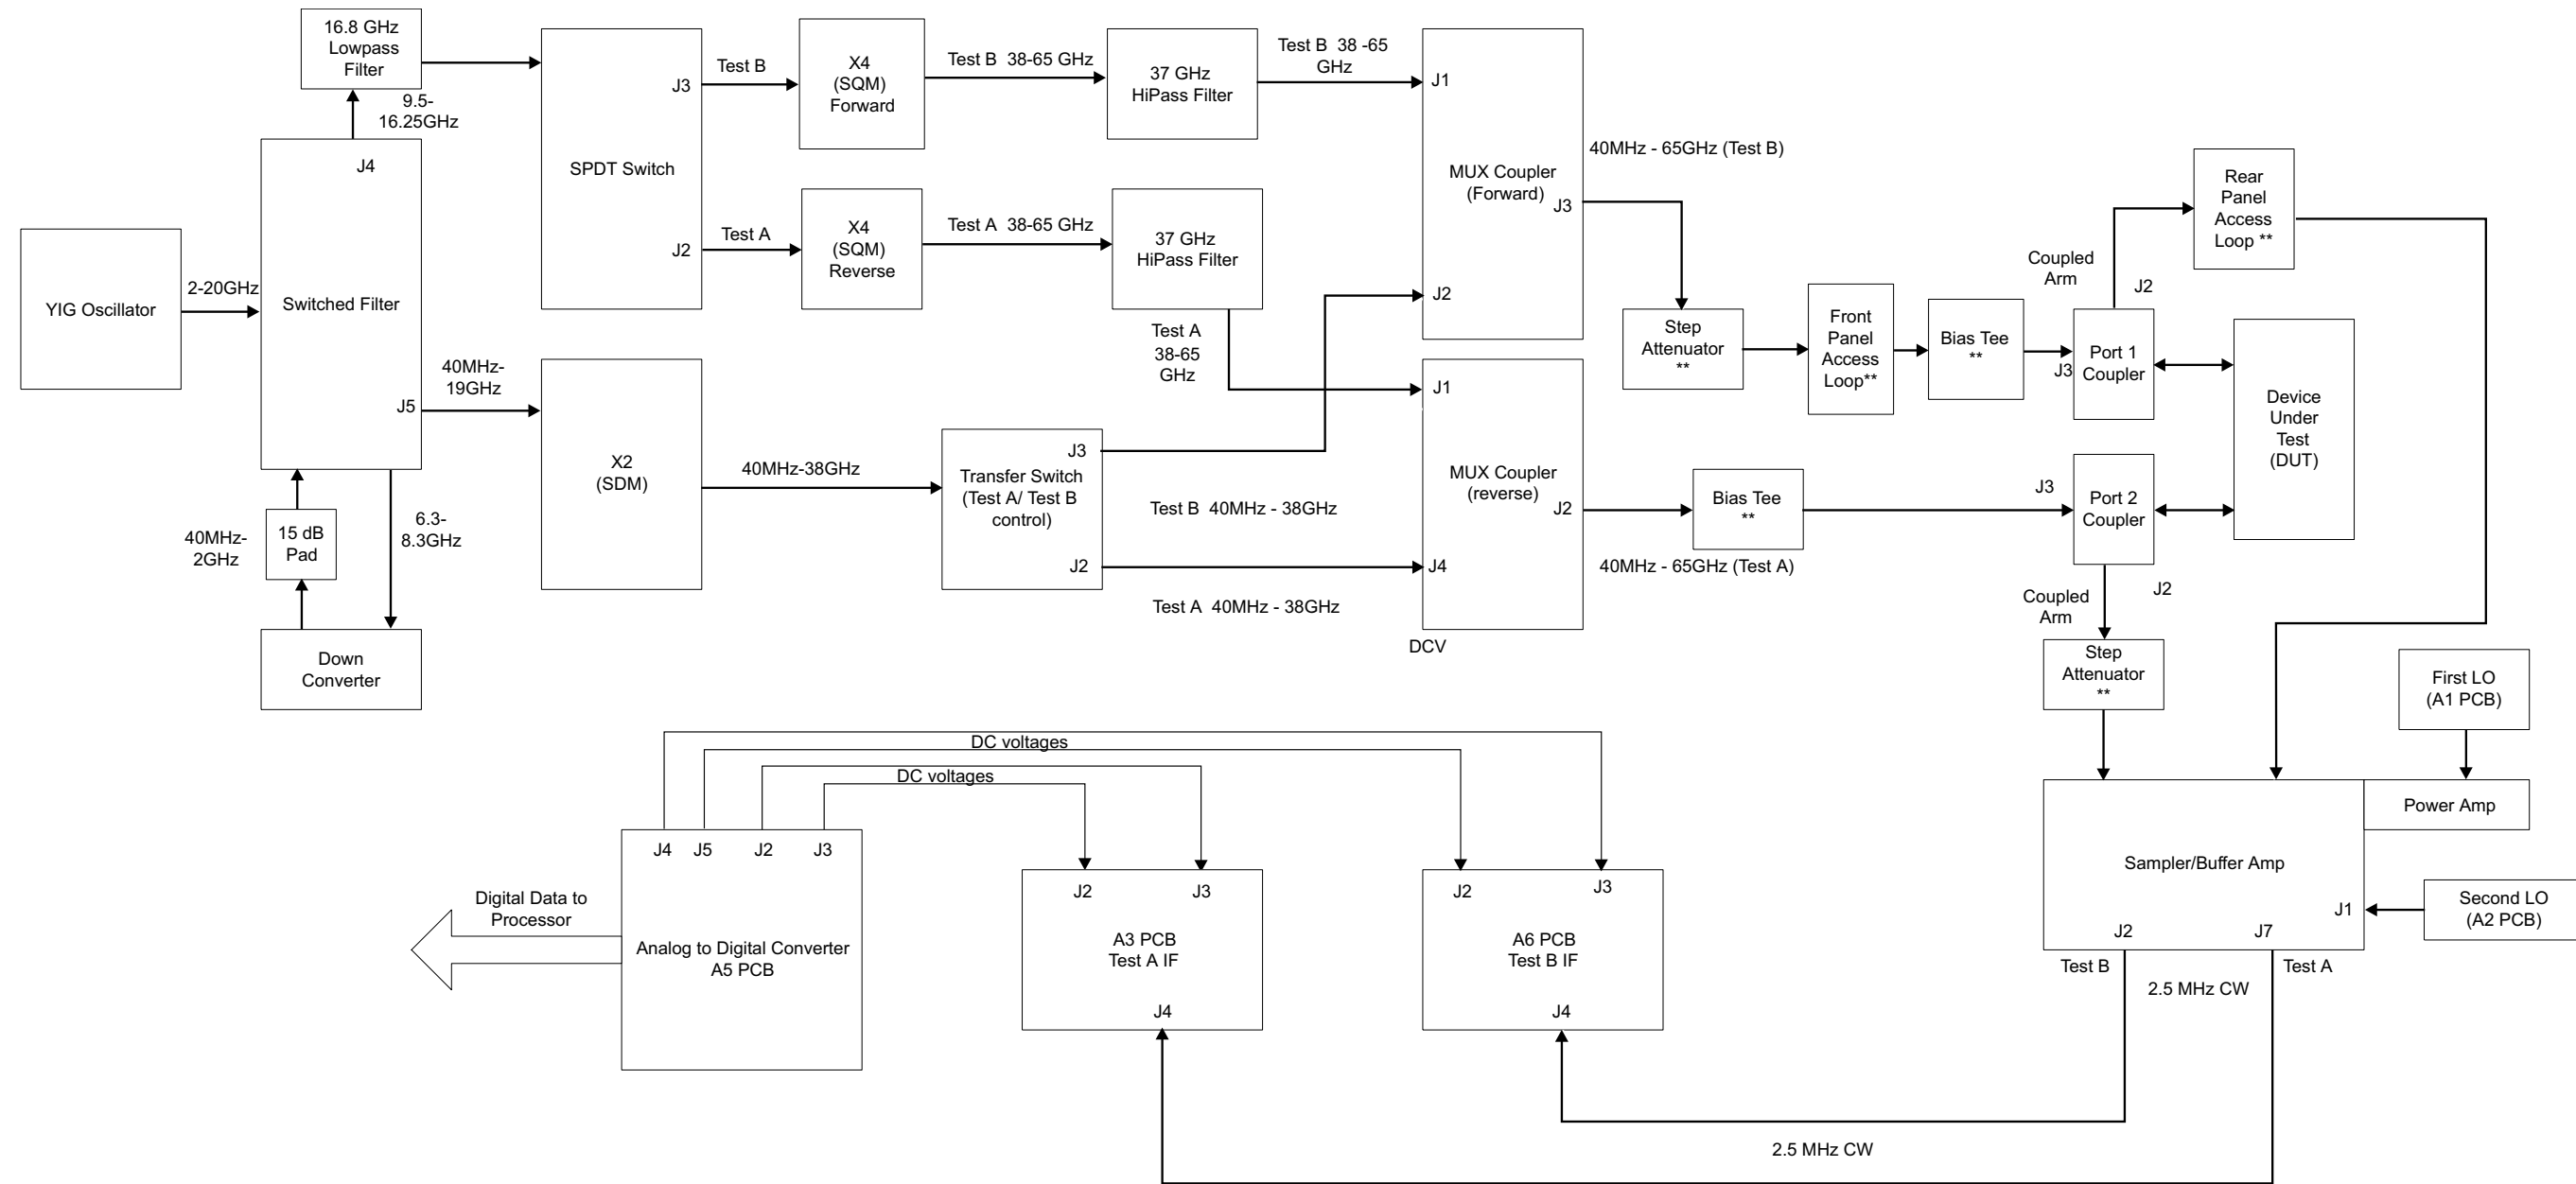 16.8 GHz
Lowpass
Filter
9.5-
16.25GHz
J4
YIG Oscillator
2-20GHz
Switched Filter
J5
40MHz-
19GHz
40MHz-
2GHz
15 dB
Pad
6.3-
8.3GHz
Down
Converter
SPDT Switch
J3
J2
Test B
Test A
X4
(SQM)
Forward
X4
(SQM)
Reverse
Test B 38-65 GHz
Test A 38-65 GHz
37 GHz
HiPass Filter
37 GHz
HiPass Filter
Test B 38 -65
GHz
Test A
38-65
GHz
X2
(SDM)
40MHz-38GHz
J3
Transfer Switch
(Test A/ Test B
control)
J2
Test B 40MHz - 38GHz
Test A 40MHz - 38GHz
J1
MUX Coupler
(Forward)
J3
J2
40MHz - 65GHz (Test B)
J1
MUX Coupler
(reverse)
J2
J4
DCV
40MHz - 65GHz (Test A)
Step
Attenuator
**
Front
Panel
Access
Loop**
Bias Tee
**
Bias Tee
**
Coupled
Arm
J2
Port 1
Coupler
J3
Rear
Panel
Access
Loop **
Device
Under
Test
(DUT)
J3
Port 2
Coupler
J2
Coupled
Arm
Step
Attenuator
**
First LO
(A1 PCB)
Power Amp
Sampler/Buffer Amp
J1
J2
J7
Second LO
(A2 PCB)
Test B
Test A
2.5 MHz CW
2.5 MHz CW
DC voltages
DC voltages
J4 J5 J2 J3
Analog to Digital Converter
A5 PCB
Digital Data to
Processor
J2 J3
A3 PCB
Test A IF
J4
J2 J3
A6 PCB
Test B IF
J4